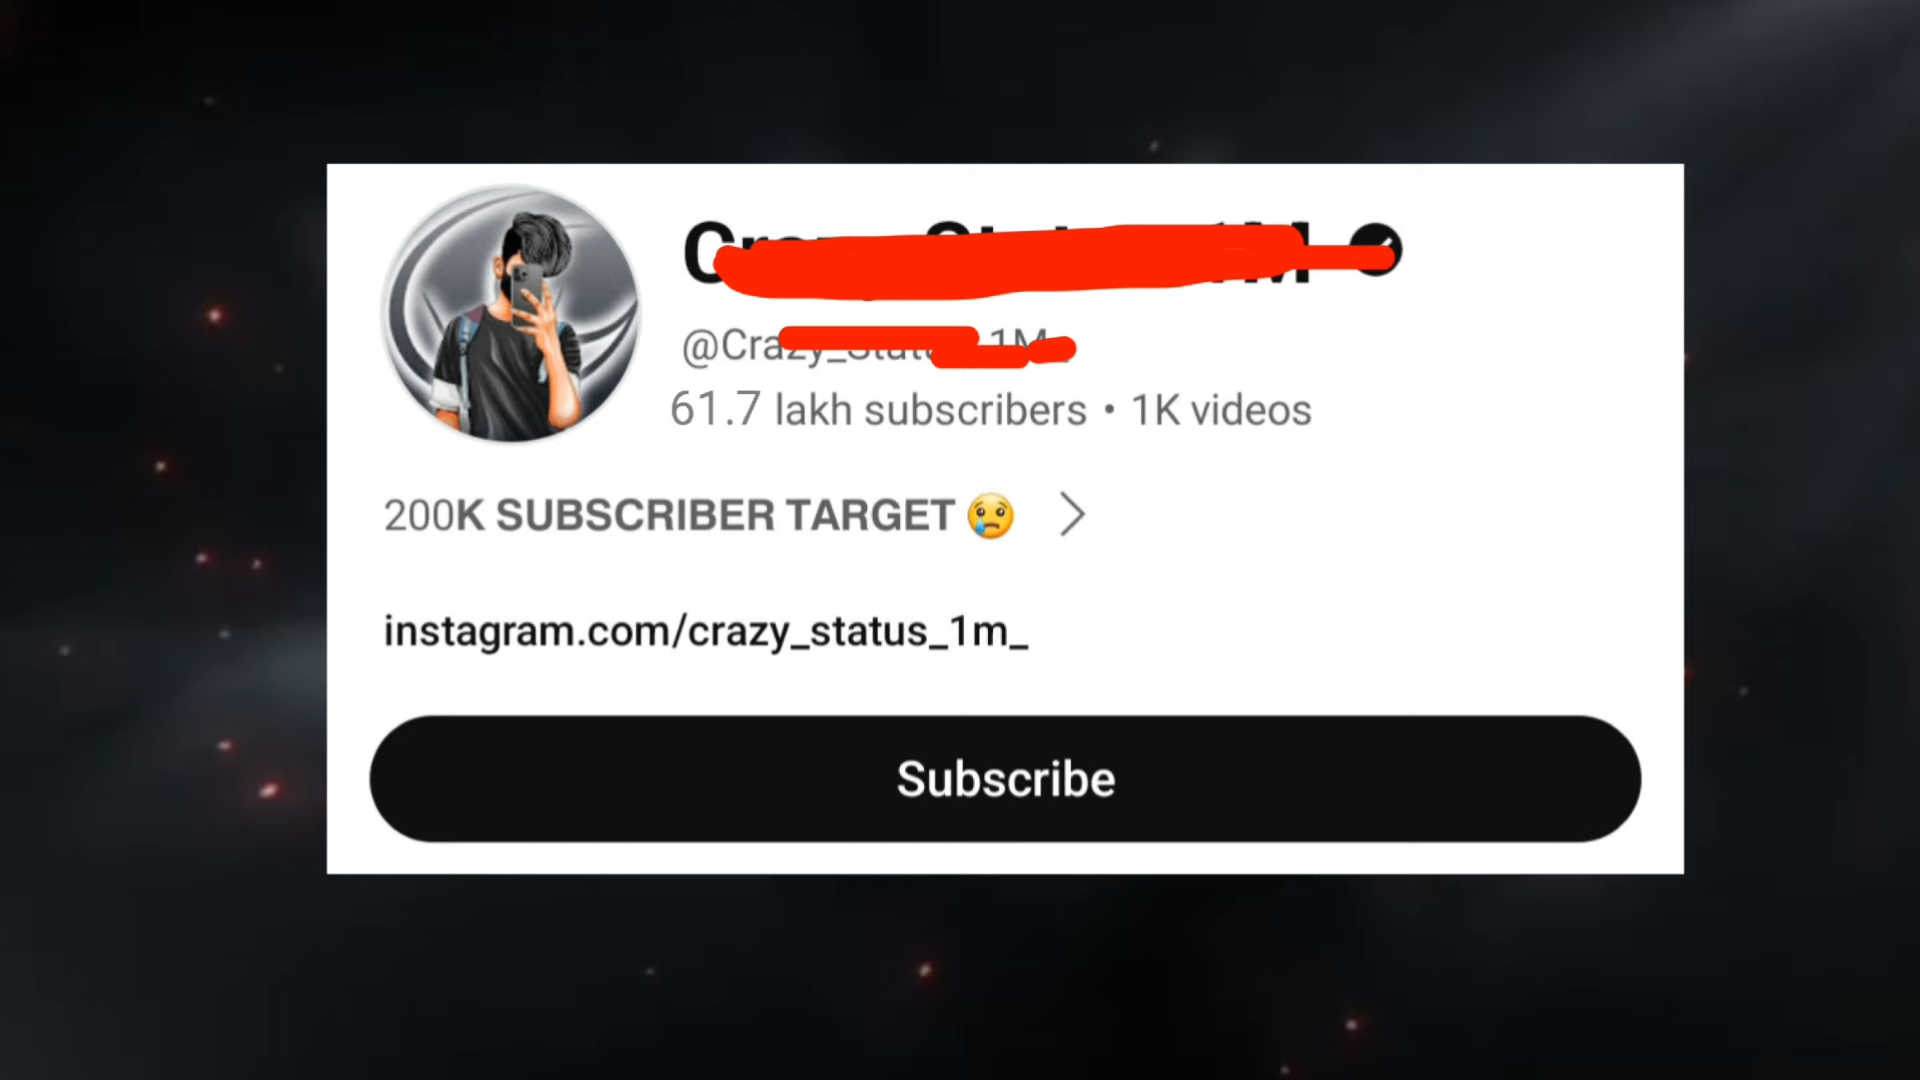 61.7 lakh subscribers • 1K videos
200K SUBSCRIBER TARGET 😢 >
instagram.com/crazy_status_1m_
Subscribe